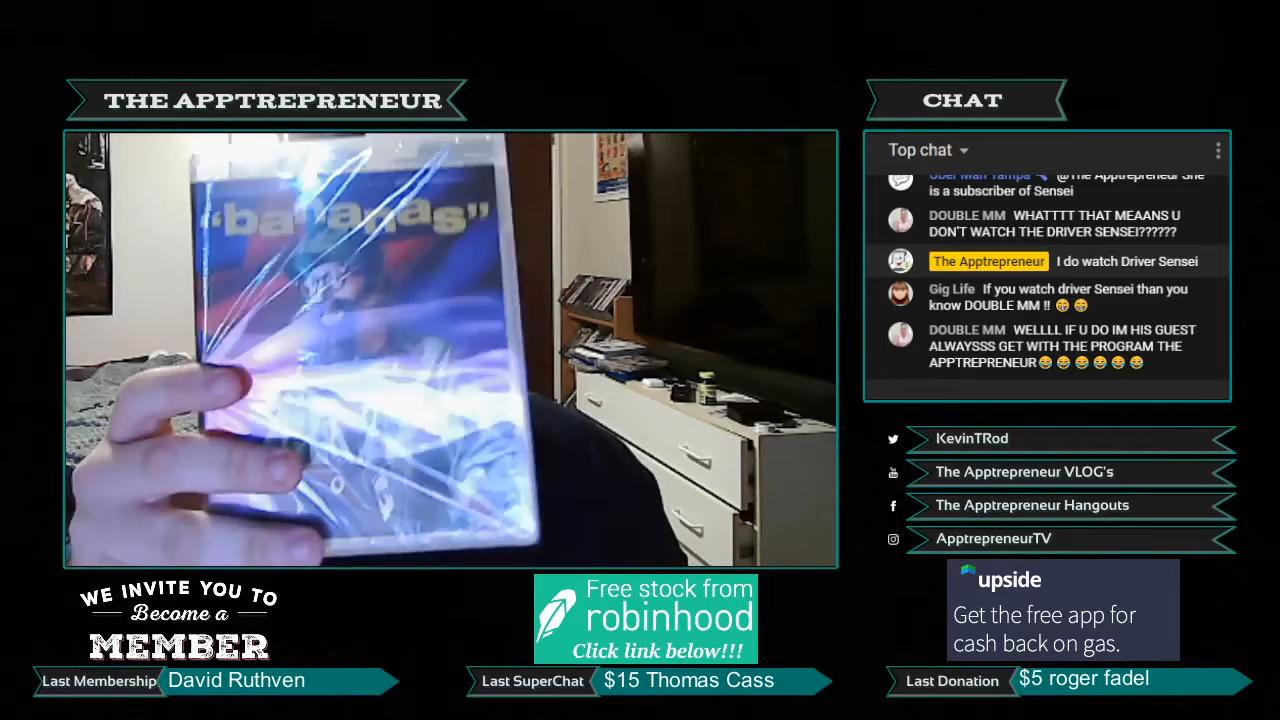 THE APPTREPRENEUR
CHAT
"bananas"
Top chat
@The Apptrepreneur She
is a subscriber of Sensei
DOUBLE MM WHATTTT THAT MEAANS U
DON'T WATCH THE DRIVER SENSEI??????
The Apptrepreneur I do watch Driver Sensei
Gig Life If you watch driver Sensei than you
know DOUBLE MM !! 😁😁
DOUBLE MM WELLLL IF U DO IM HIS GUEST
ALWAYSSS GET WITH THE PROGRAM THE
APPTREPRENEUR😂😂😂😂😂😂
KevinTRod
The Apptrepreneur VLOG's
The Apptrepreneur Hangouts
ApptrepreneurTV
WE INVITE YOU TO
Become a
MEMBER
Free stock from
robinhood
Click link below!!!
upside
Get the free app for
cash back on gas.
Last Membership David Ruthven
Last SuperChat $15 Thomas Cass
Last Donation $5 roger fadel